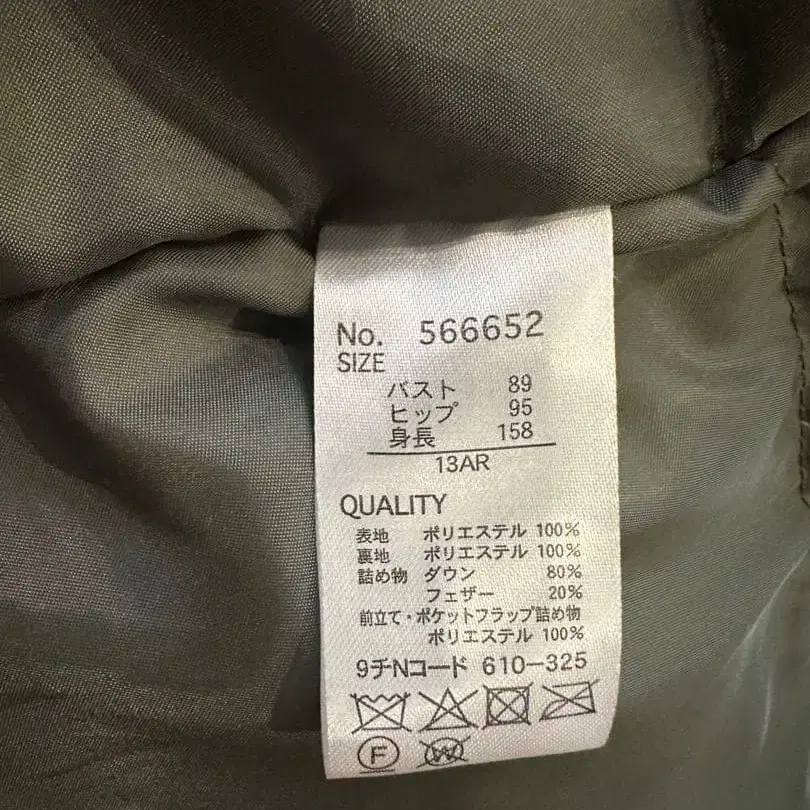 No. 566652
SIZE
バスト 89
ヒップ 95
身長 158
13AR
QUALITY
表地 ポリエステル 100%
裏地 ポリエステル 100%
詰め物 ダウン 80%
フェザー 20%
前立て・ポケットフラップ詰め物
ポリエステル 100%
9チNコード 610-325
F W